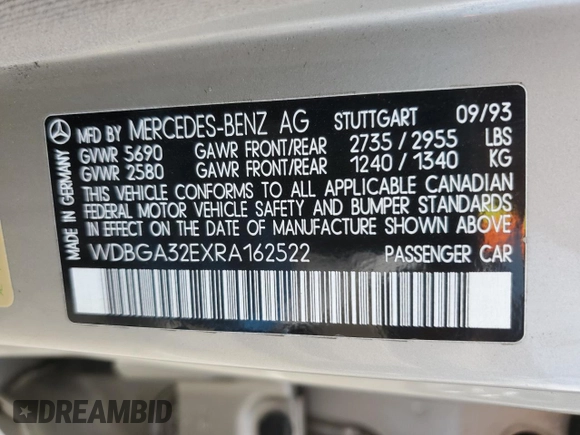 MADE IN GERMANY
MFD BY MERCEDES-BENZ AG STUTTGART 09/93
GVWR 5690 GAWR FRONT/REAR 2735/2955 LBS
GVWR 2580 GAWR FRONT/REAR 1240/1340 KG
THIS VEHICLE CONFORMS TO ALL APPLICABLE CANADIAN
FEDERAL MOTOR VEHICLE SAFETY AND BUMPER STANDARDS
IN EFFECT ON THE DATE OF MANUFACTURE SHOWN ABOVE.
WDBGA32EXRA162522 PASSENGER CAR
DREAMBID